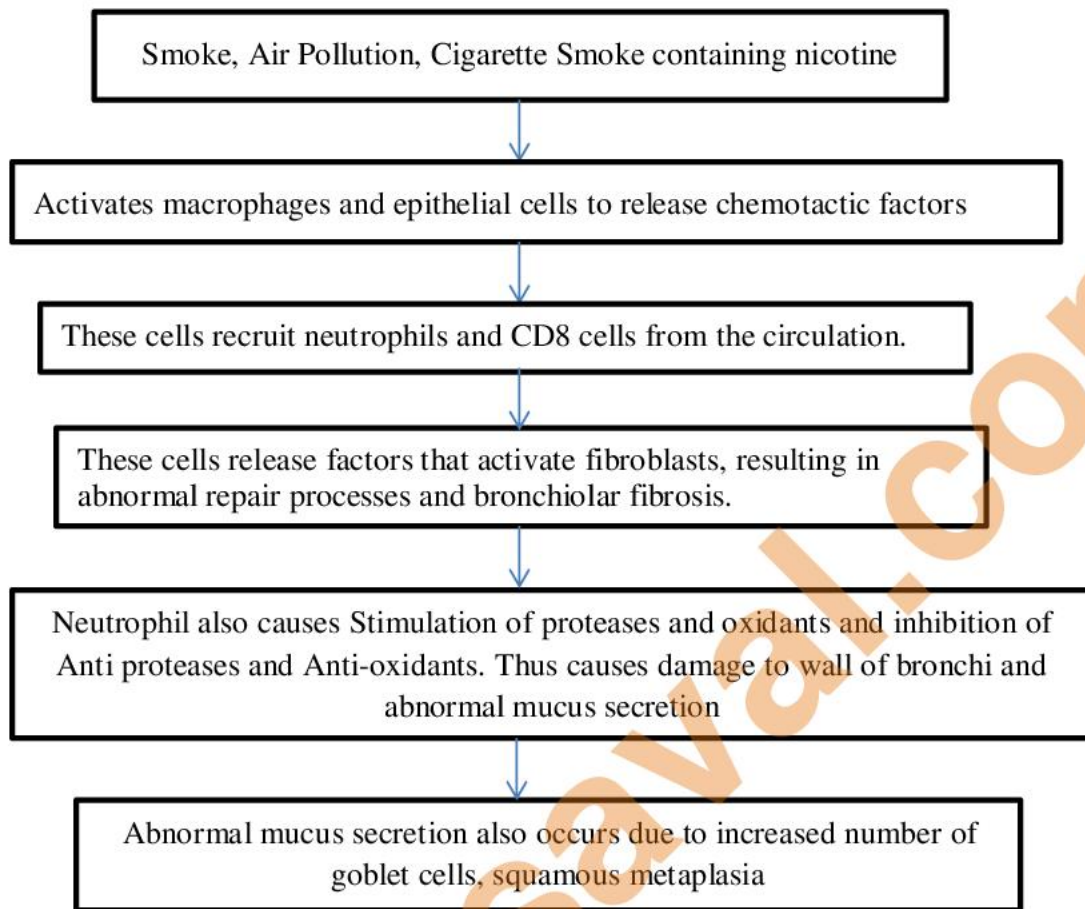 Smoke, Air Pollution, Cigarette Smoke containing nicotine
Activates macrophages and epithelial cells to release chemotactic factors
These cells recruit neutrophils and CD8 cells from the circulation.
These cells release factors that activate fibroblasts, resulting in
abnormal repair processes and bronchiolar fibrosis.
Neutrophil also causes Stimulation of proteases and oxidants and inhibition of
Anti proteases and Anti-oxidants. Thus causes damage to wall of bronchi and
abnormal mucus secretion
Abnormal mucus secretion also occurs due to increased number of
goblet cells, squamous metaplasia